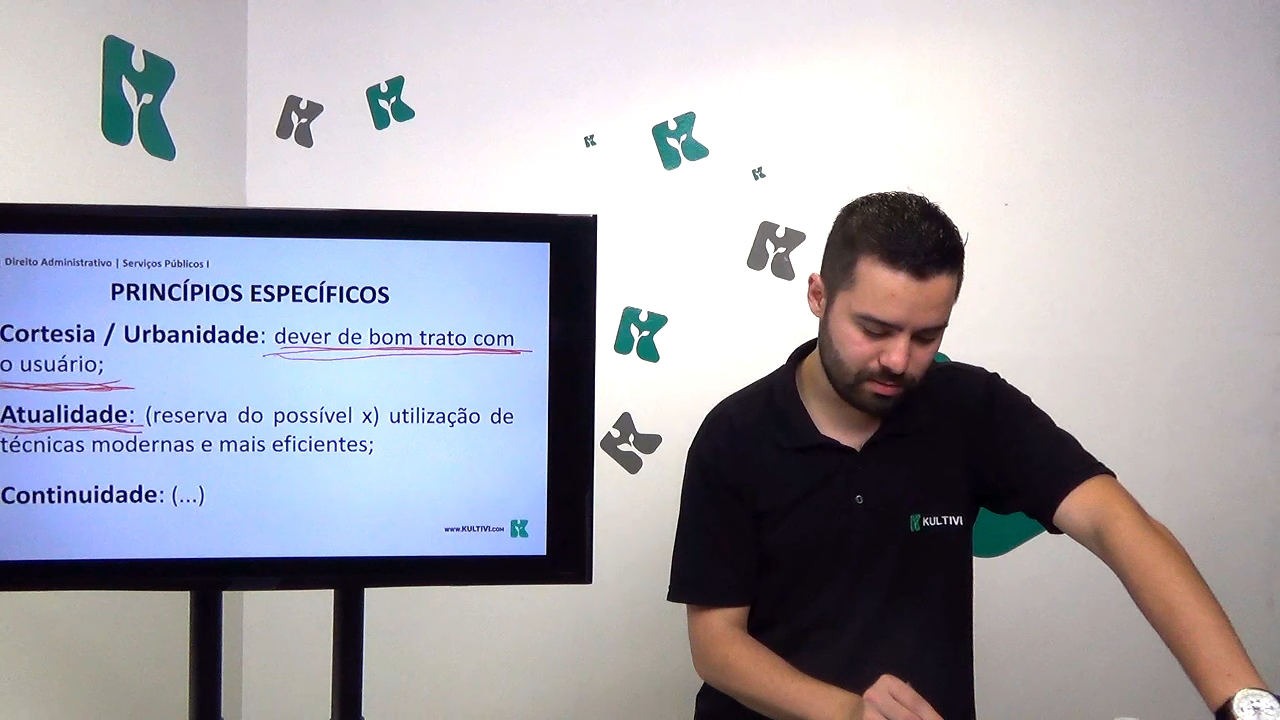 Direito Administrativo | Serviços Públicos I
PRINCÍPIOS ESPECÍFICOS
Cortesia / Urbanidade: dever de bom trato com
o usuário;
Atualidade: (reserva do possível x) utilização de
técnicas modernas e mais eficientes;
Continuidade: (...)
www.KULTIVI.com
KULTIVI